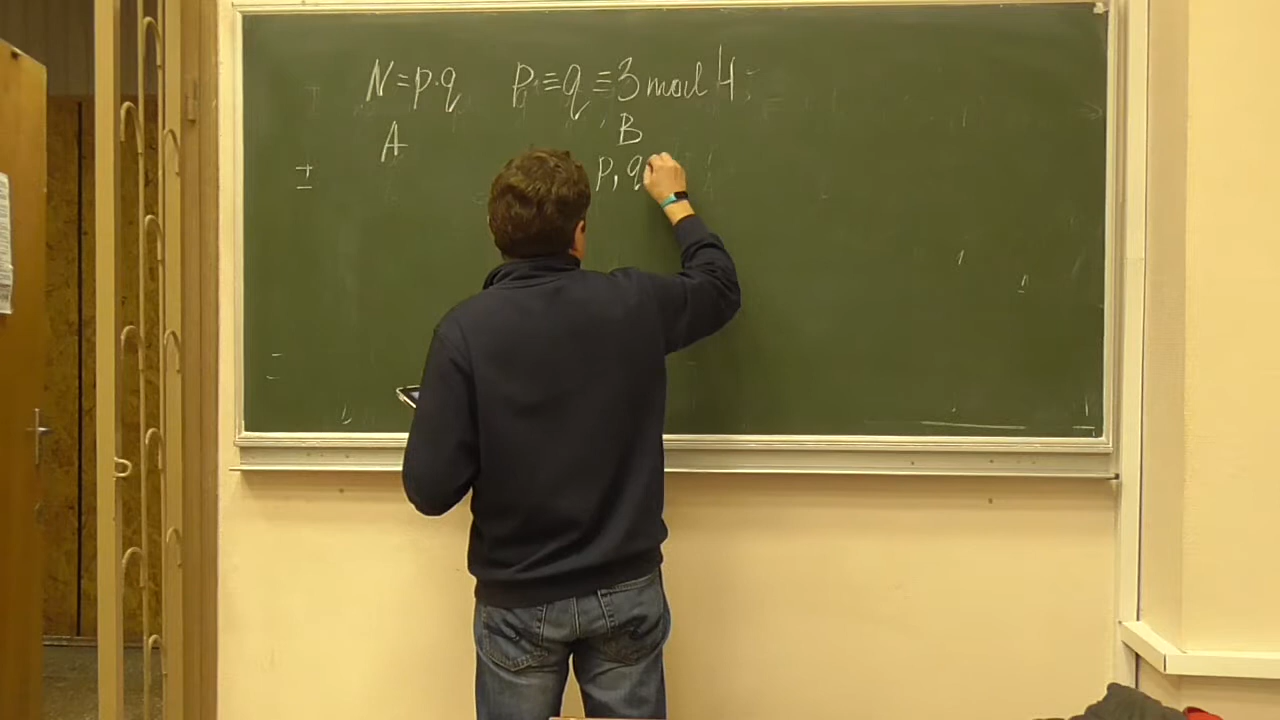 N=p·q p≡q≡3 mod 4
A B
± p, q